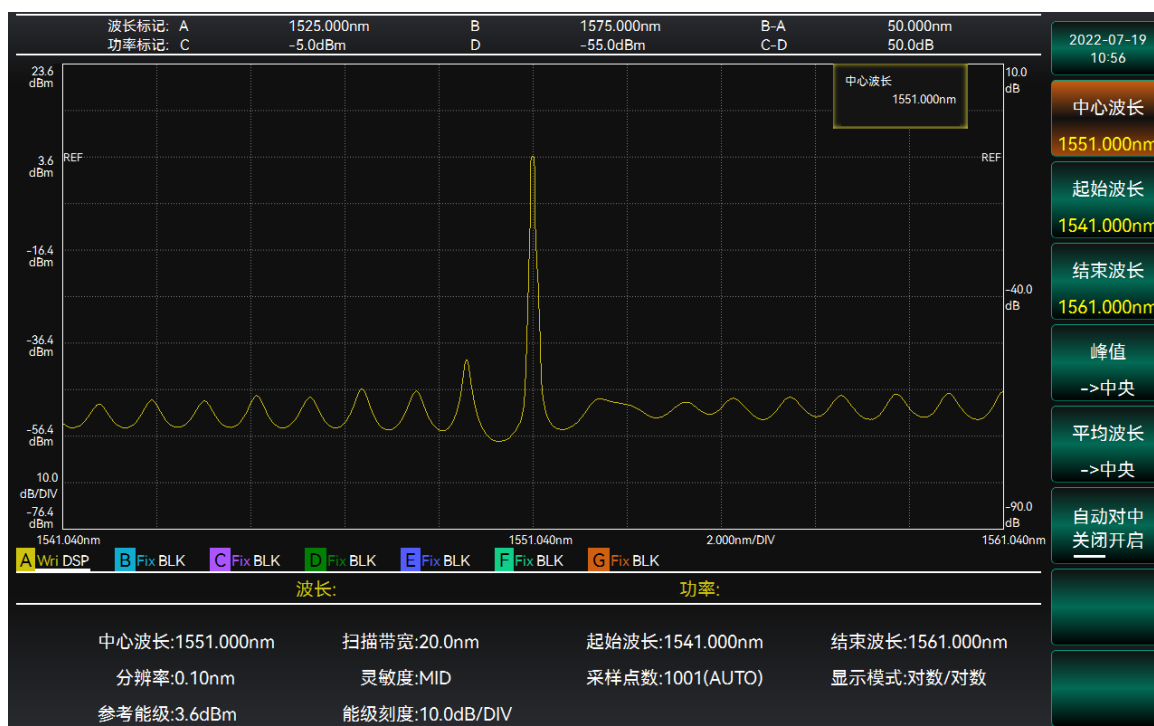 波长标记: A 1525.000nm B 1575.000nm B-A 50.000nm
功率标记: C -5.0dBm D -55.0dBm C-D 50.0dB
2022-07-19
10:56
中心波长
1551.000nm
起始波长
1541.000nm
结束波长
1561.000nm
峰值
->中央
平均波长
->中央
自动对中
关闭开启
23.6
dBm
10.0
dB
中心波长
1551.000nm
3.6
dBm
REF REF
-16.4
dBm
-40.0
dB
-36.4
dBm
-56.4
dBm
10.0
dB/DIV
-76.4
dBm
-90.0
dB
1541.040nm 1551.040nm 2.000nm/DIV 1561.040nm
A Wri DSP B Fix BLK C Fix BLK D Fix BLK E Fix BLK F Fix BLK G Fix BLK
波长: 功率:
中心波长:1551.000nm 扫描带宽:20.0nm 起始波长:1541.000nm 结束波长:1561.000nm
分辨率:0.10nm 灵敏度:MID 采样点数:1001(AUTO) 显示模式:对数/对数
参考能级:3.6dBm 能级刻度:10.0dB/DIV